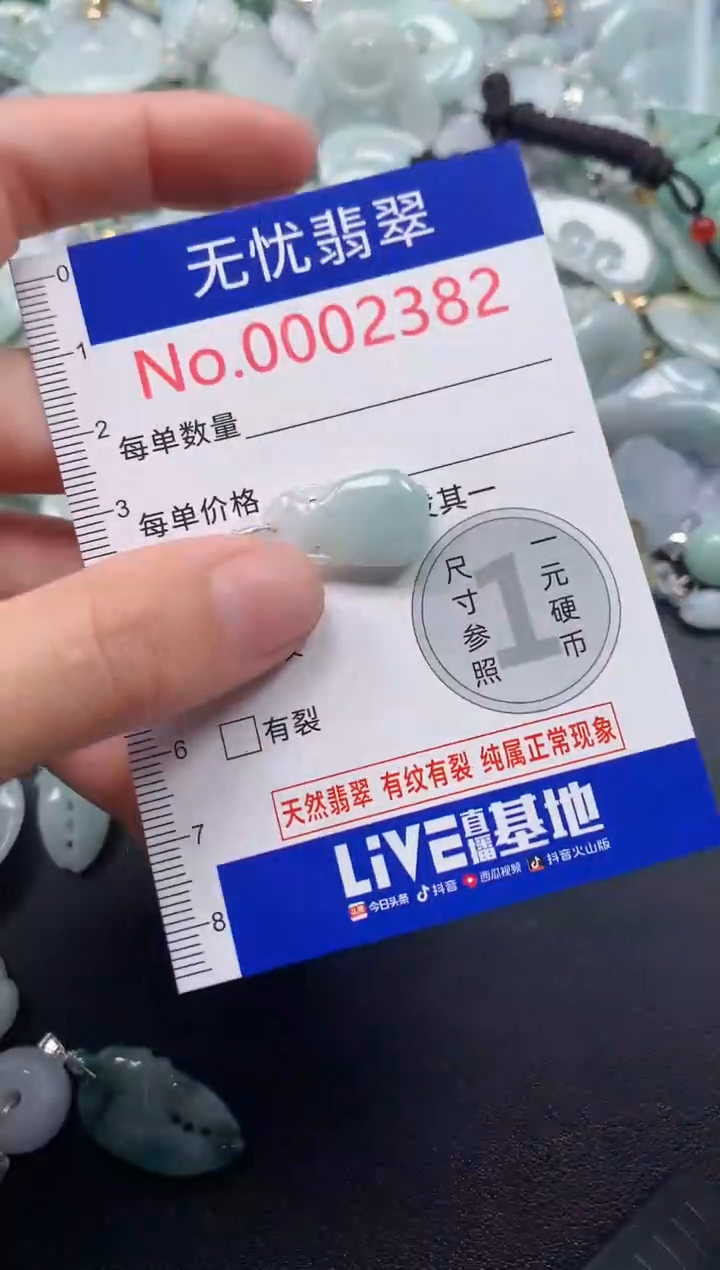 无忧翡翠
No.0002382
每单数量
每单价格
其一
一元硬币
尺寸参照
1
有裂
天然翡翠 有纹有裂 纯属正常现象
LiVE直播基地
今日头条 抖音 西瓜视频 抖音火山版
0
1
2
3
6
7
8